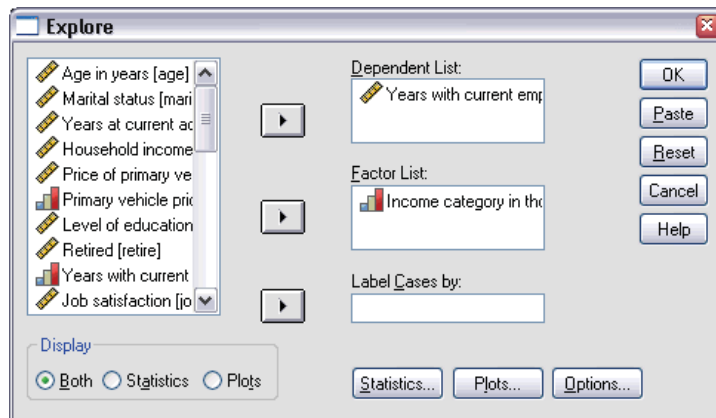 Explore
Age in years [age]
Marital status [mari
Years at current ac
Household income
Price of primary ve
Primary vehicle pric
Level of education
Retired [retire]
Years with current
Job satisfaction [jo
Display
Both
Statistics
Plots
Dependent List:
Years with current emp
Factor List:
Income category in tho
Label Cases by:
Statistics...
Plots...
Options...
OK
Paste
Reset
Cancel
Help